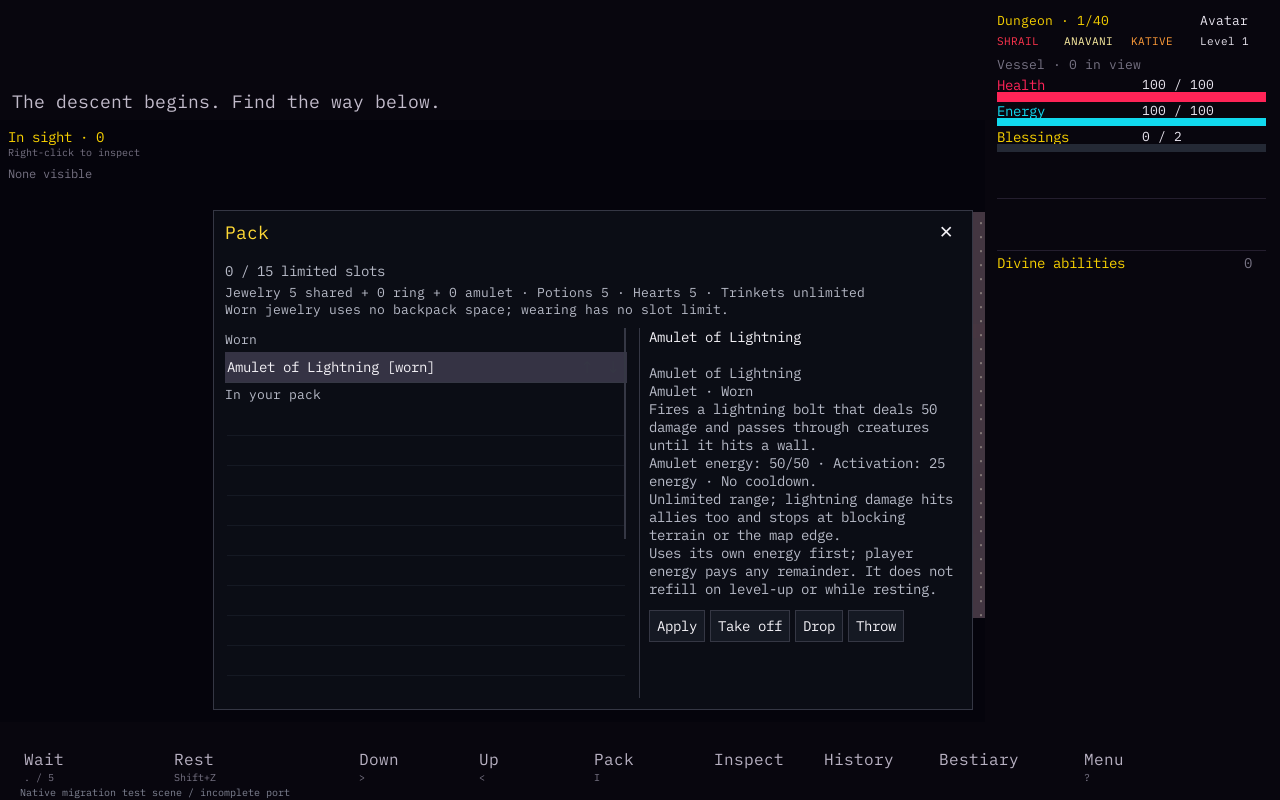 Dungeon · 1/40 Avatar
SHRAIL ANAVANI KATIVE Level 1
Vessel · 0 in view
Health 100 / 100
Energy 100 / 100
Blessings 0 / 2
Divine abilities 0
The descent begins. Find the way below.
In sight · 0
Right-click to inspect
None visible
Pack ×
0 / 15 limited slots
Jewelry 5 shared + 0 ring + 0 amulet · Potions 5 · Hearts 5 · Trinkets unlimited
Worn jewelry uses no backpack space; wearing has no slot limit.
Worn
Amulet of Lightning [worn]
In your pack
Amulet of Lightning
Amulet of Lightning
Amulet · Worn
Fires a lightning bolt that deals 50
damage and passes through creatures
until it hits a wall.
Amulet energy: 50/50 · Activation: 25
energy · No cooldown.
Unlimited range; lightning damage hits
allies too and stops at blocking
terrain or the map edge.
Uses its own energy first; player
energy pays any remainder. It does not
refill on level-up or while resting.
Apply Take off Drop Throw
Wait Rest Down Up Pack Inspect History Bestiary Menu
. / 5 Shift+Z > < I ?
Native migration test scene / incomplete port